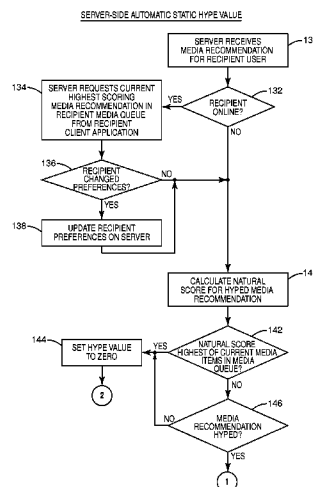 SERVER-SIDE AUTOMATIC STATIC HYPE VALUE
SERVER RECEIVES
MEDIA RECOMMENDATION
FOR RECIPIENT USER
13
134
SERVER REQUESTS CURRENT
HIGHEST SCORING
MEDIA RECOMMENDATION IN
RECIPIENT MEDIA QUEUE
FROM RECIPIENT
CLIENT APPLICATION
YES
RECIPIENT
ONLINE?
132
NO
136
RECIPIENT
CHANGED
PREFERENCES?
NO
YES
138
UPDATE RECIPIENT
PREFERENCES ON SERVER
CALCULATE NATURAL
SCORE FOR HYPED MEDIA
RECOMMENDATION
14
144
SET HYPE VALUE
TO ZERO
YES
NATURAL SCORE
HIGHEST OF CURRENT MEDIA
ITEMS IN MEDIA
QUEUE?
142
2
NO
NO
MEDIA
RECOMMENDATION
HYPED?
146
YES
1